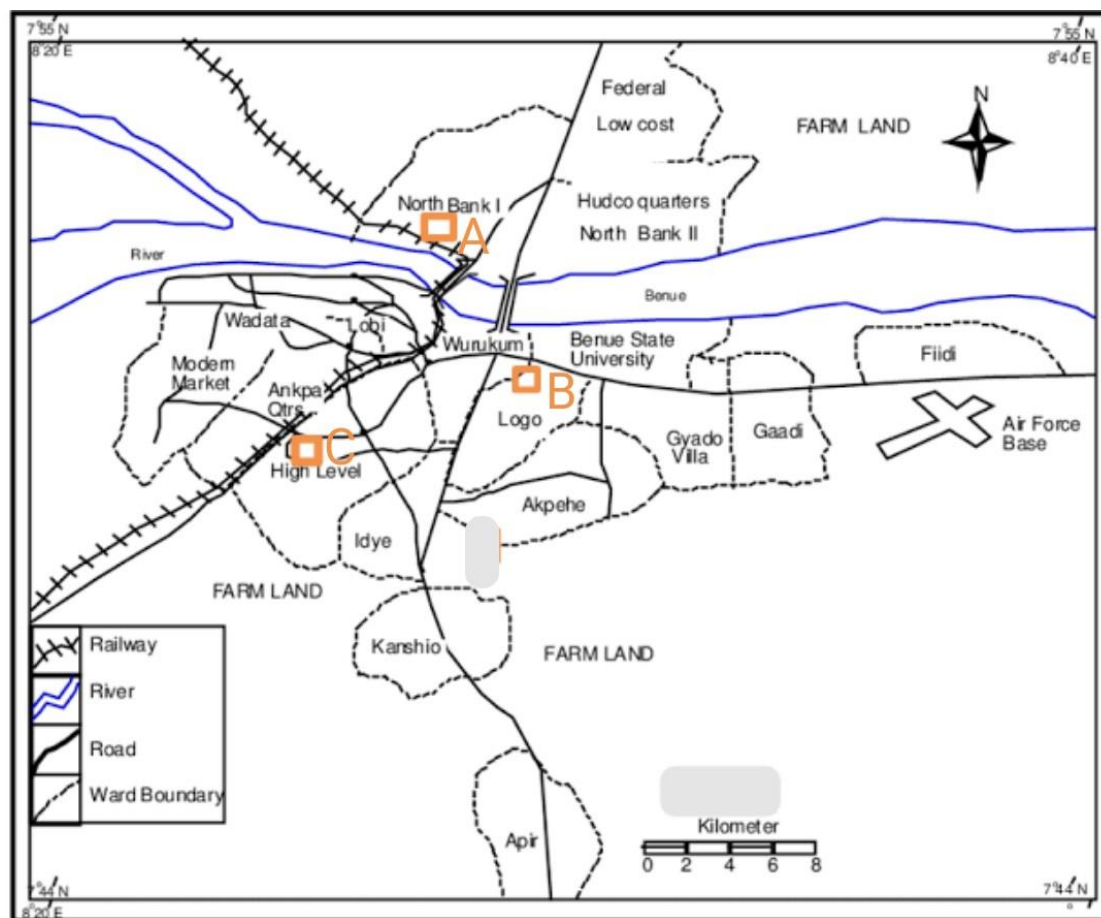 7°55 N
8°20 E
7°55 N
8°40 E
Federal
Low cost
FARM LAND
N
North Bank I
A
Hudco quarters
North Bank II
River
Benue
Wadata
Lobi
Wurukum
Benue State
University
Fiidi
Modern
Market
Ankpa
Qtrs
B
Logo
Gyado
Villa
Gaadi
Air Force
Base
C
High Level
Akpehe
Idye
FARM LAND
Kanshio
FARM LAND
Railway
River
Road
Ward Boundary
Apir
Kilometer
0 2 4 6 8
7°44 N
8°20 E
7°44 N